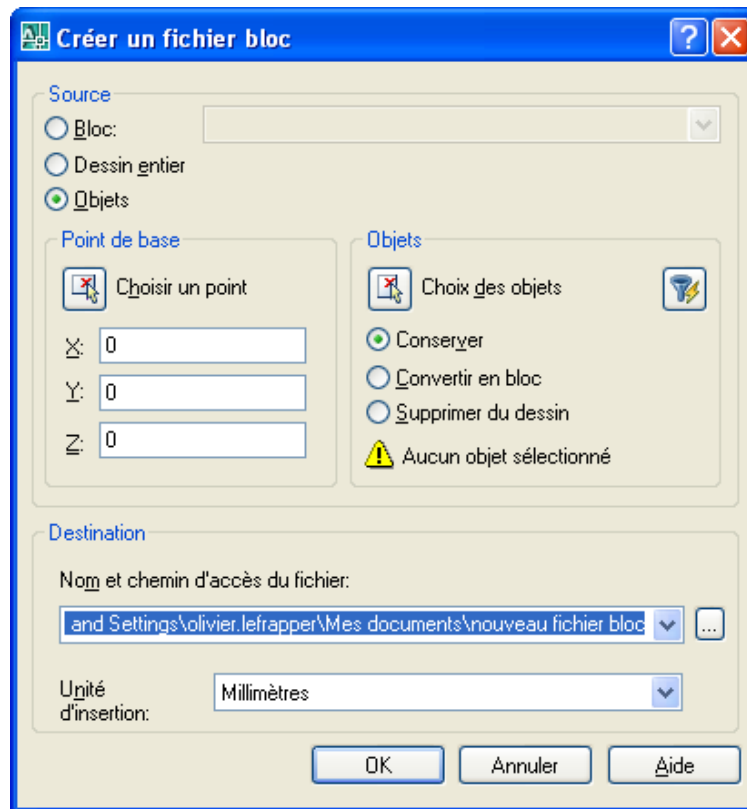 Créer un fichier bloc
Source
Bloc:
Dessin entier
Objets
Point de base
Choisir un point
X: 0
Y: 0
Z: 0
Objets
Choix des objets
Conserver
Convertir en bloc
Supprimer du dessin
Aucun objet sélectionné
Destination
Nom et chemin d'accès du fichier:
and Settings\olivier.lefrapper\Mes documents\nouveau fichier bloc
...
Unité
d'insertion:
Millimètres
OK Annuler Aide